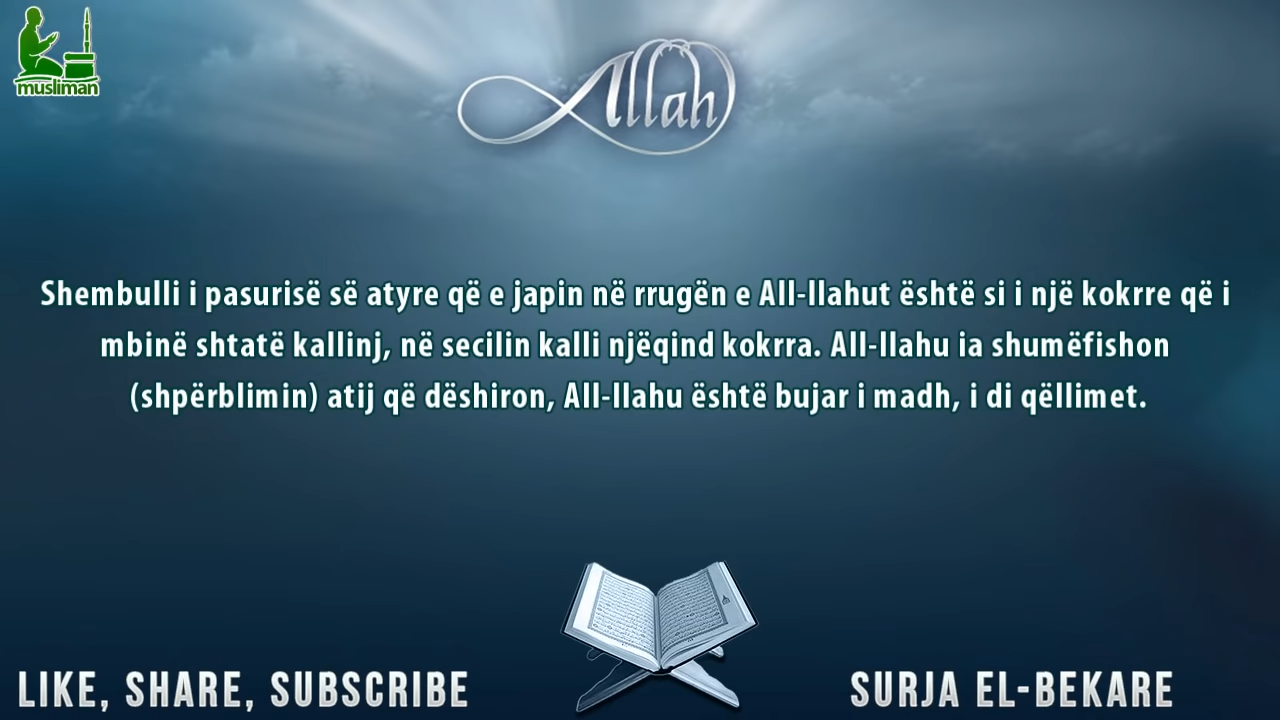 musliman
Allah
Shembulli i pasurisë së atyre që e japin në rrugën e All-llahut është si i një kokrre që i
mbinë shtatë kallinj, në secilin kalli njëqind kokrra. All-llahu ia shumëfishon
(shpërblimin) atij që dëshiron, All-llahu është bujar i madh, i di qëllimet.
LIKE, SHARE, SUBSCRIBE
SURJA EL-BEKARE